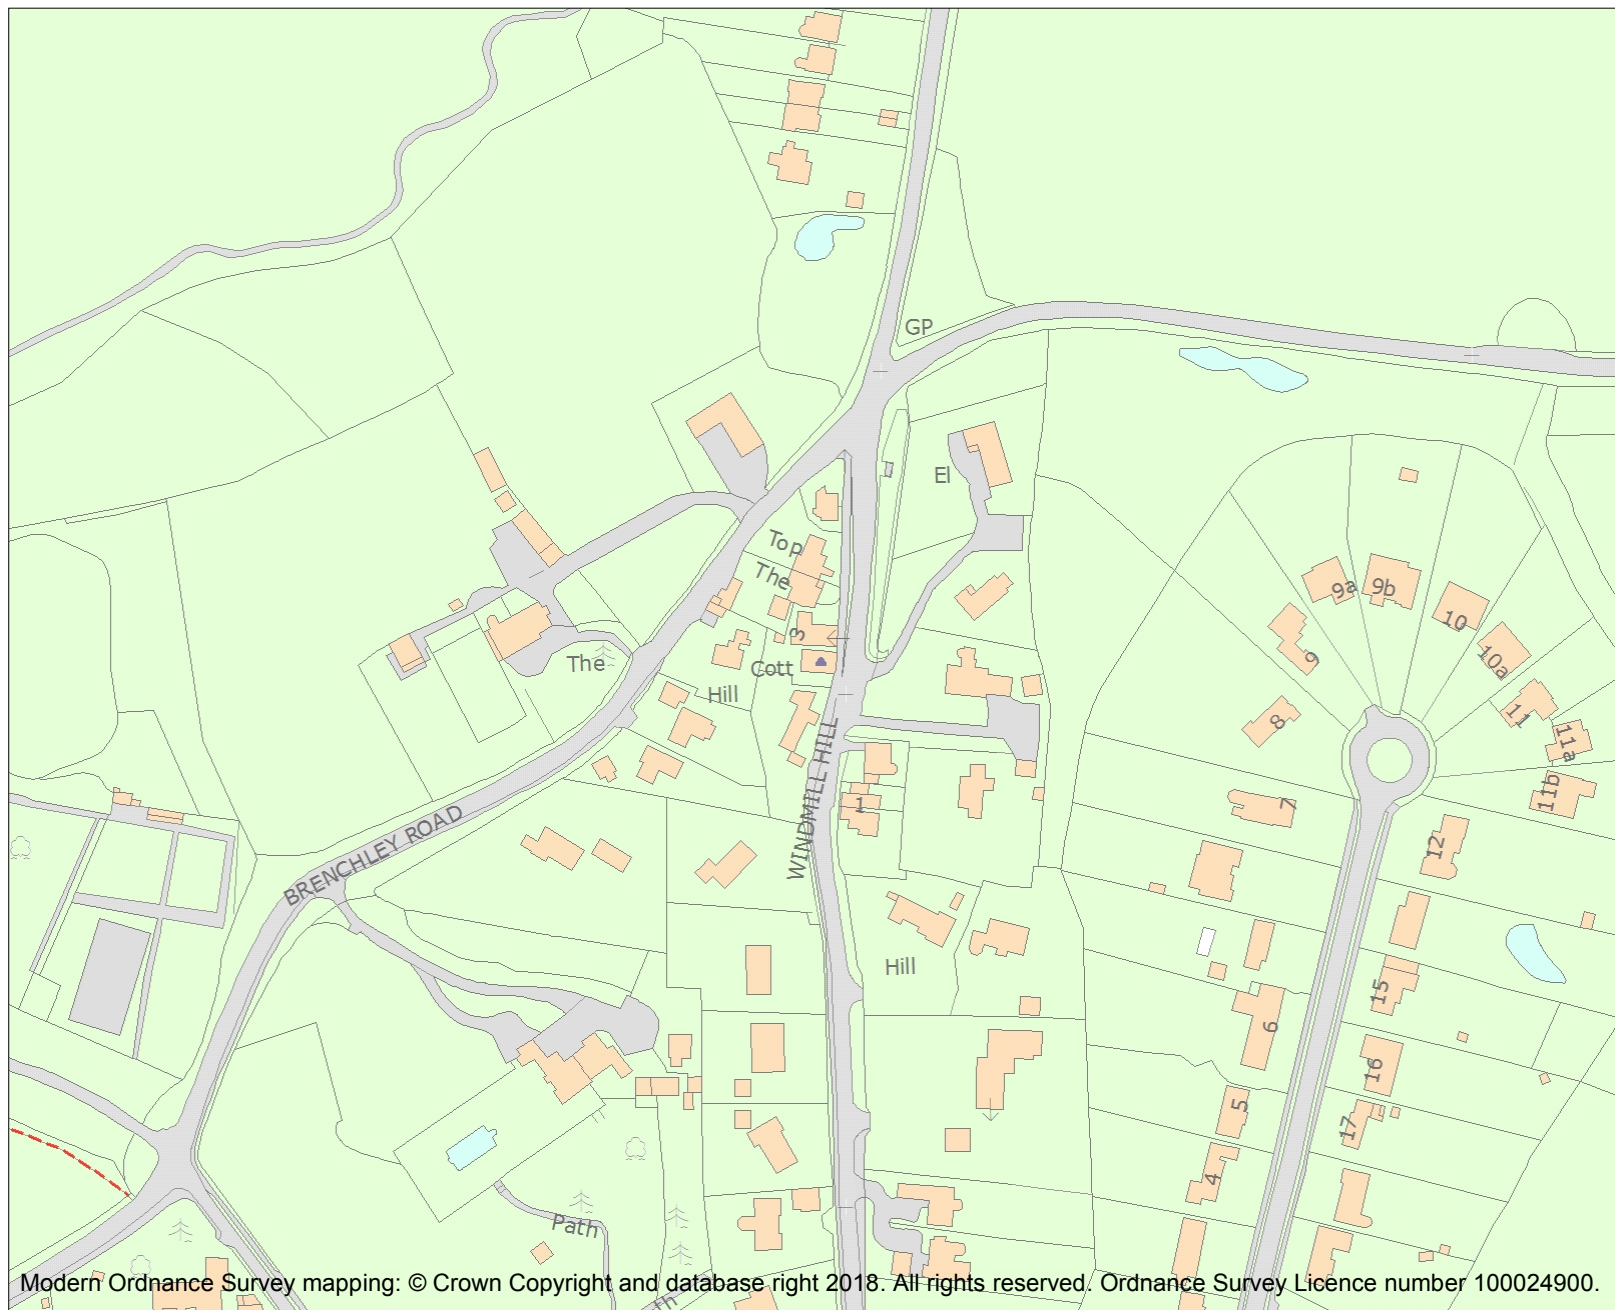 GP
El
Top
The
3
The
Cott
Hill
9a
9b
10
10a
9
11
11a
8
11b
7
WINDMILL HILL
1
12
BRENCHLEY ROAD
Hill
15
6
16
5
17
4
Path
th
Modern Ordnance Survey mapping: © Crown Copyright and database right 2018. All rights reserved. Ordnance Survey Licence number 100024900.